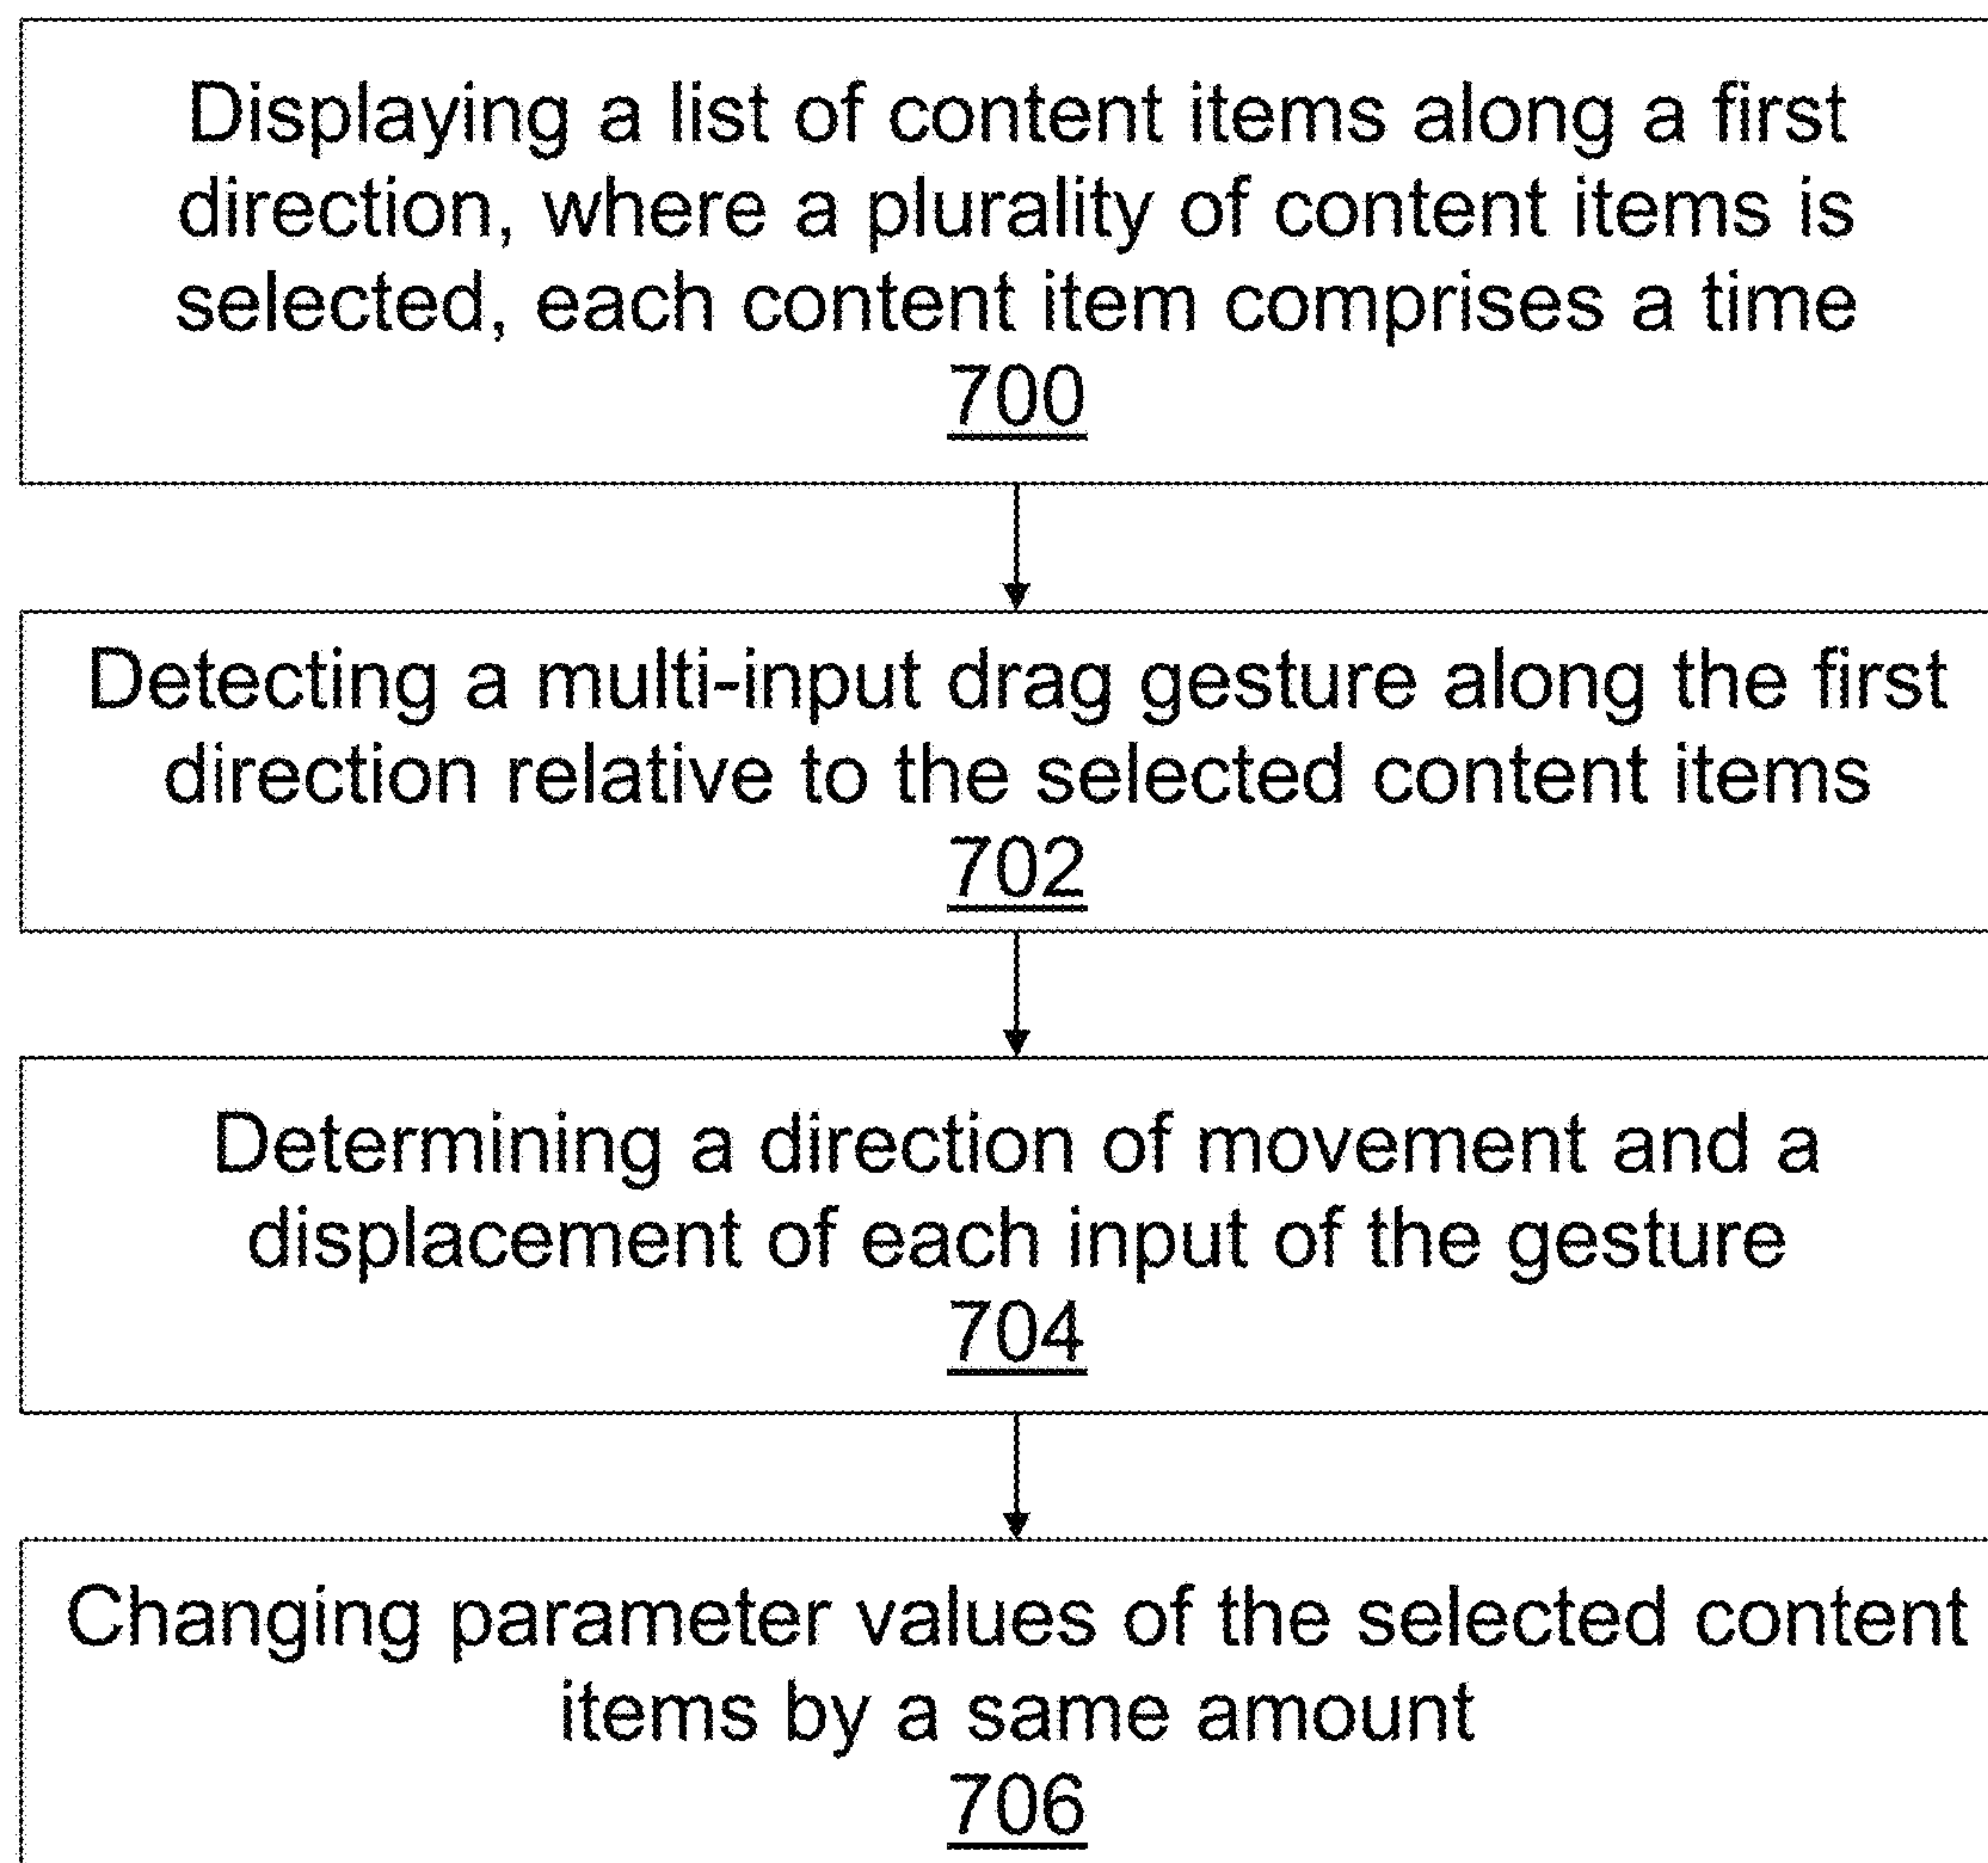 Displaying a list of content items along a first
direction, where a plurality of content items is
selected, each content item comprises a time
700
Detecting a multi-input drag gesture along the first
direction relative to the selected content items
702
Determining a direction of movement and a
displacement of each input of the gesture
704
Changing parameter values of the selected content
items by a same amount
706